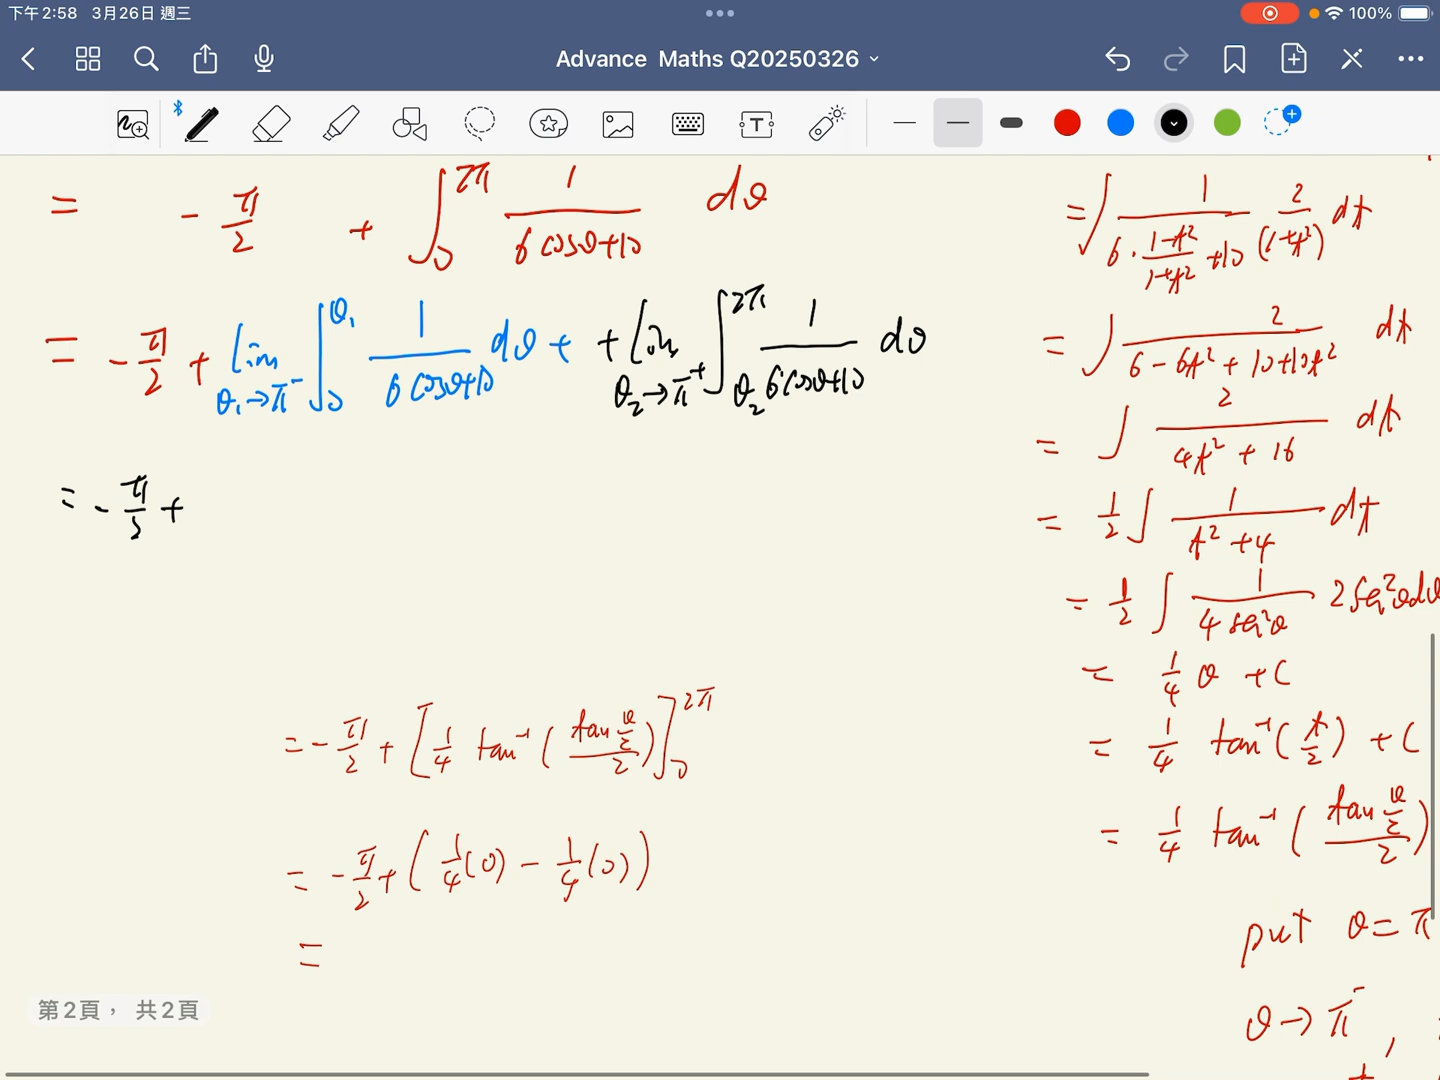 下午2:58 3月26日 週三
100%
Advance Maths Q20250326
= - π/2 + ∫₀^2π 1/(6cosθ+10) dθ
= - π/2 + lim θ₁→π⁻ ∫₀^θ₁ 1/(6cosθ+10) dθ + + lim θ₂→π⁺ ∫θ₂^2π 1/(6cosθ+10) dθ
= - π/2 +
= - π/2 + [1/4 tan⁻¹( (tan θ/2)/2 )]₀^2π
= - π/2 + ( 1/4(0) - 1/4(0) )
=
= ∫ 1/(6·(1-t²)/(1+t²)+10) 2/(1+t²) dt
= ∫ 2/(6-6t²+10+10t²) dt
= ∫ 2/(4t²+16) dt
= 1/2 ∫ 1/(t²+4) dt
= 1/2 ∫ 1/(4sec²θ) 2sec²θdθ
= 1/4 θ + C
= 1/4 tan⁻¹(t/2) + C
= 1/4 tan⁻¹( (tan θ/2)/2 )
put θ = π
θ→π⁻,
第2頁， 共2頁